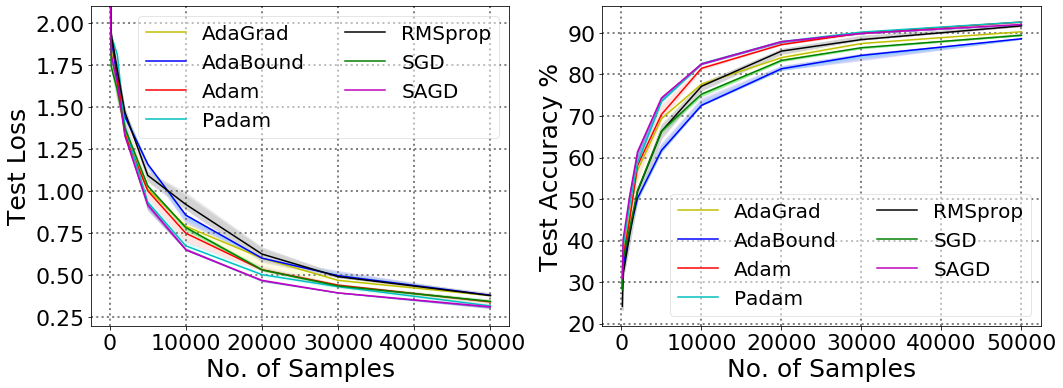 2.00
1.75
1.50
1.25
1.00
0.75
0.50
0.25
Test Loss
AdaGrad
AdaBound
Adam
Padam
RMSprop
SGD
SAGD
0 10000 20000 30000 40000 50000
No. of Samples
90
80
70
60
50
40
30
20
Test Accuracy %
AdaGrad
AdaBound
Adam
Padam
RMSprop
SGD
SAGD
0 10000 20000 30000 40000 50000
No. of Samples